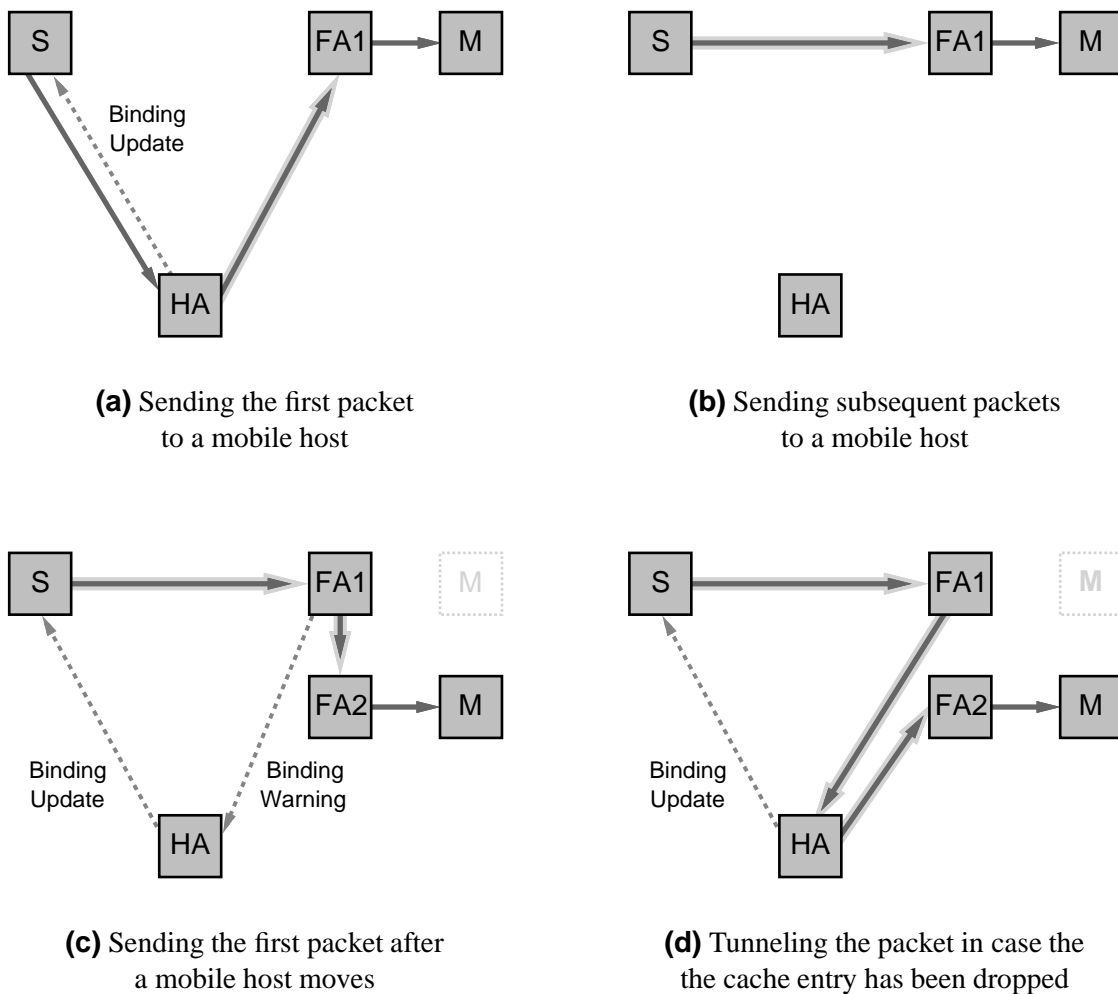 S
FA1
M
Binding
Update
HA
(a) Sending the first packet
to a mobile host
S
FA1
M
HA
(b) Sending subsequent packets
to a mobile host
S
FA1
M
FA2
M
Binding
Update
Binding
Warning
HA
(c) Sending the first packet after
a mobile host moves
S
FA1
M
FA2
M
Binding
Update
HA
(d) Tunneling the packet in case the
the cache entry has been dropped